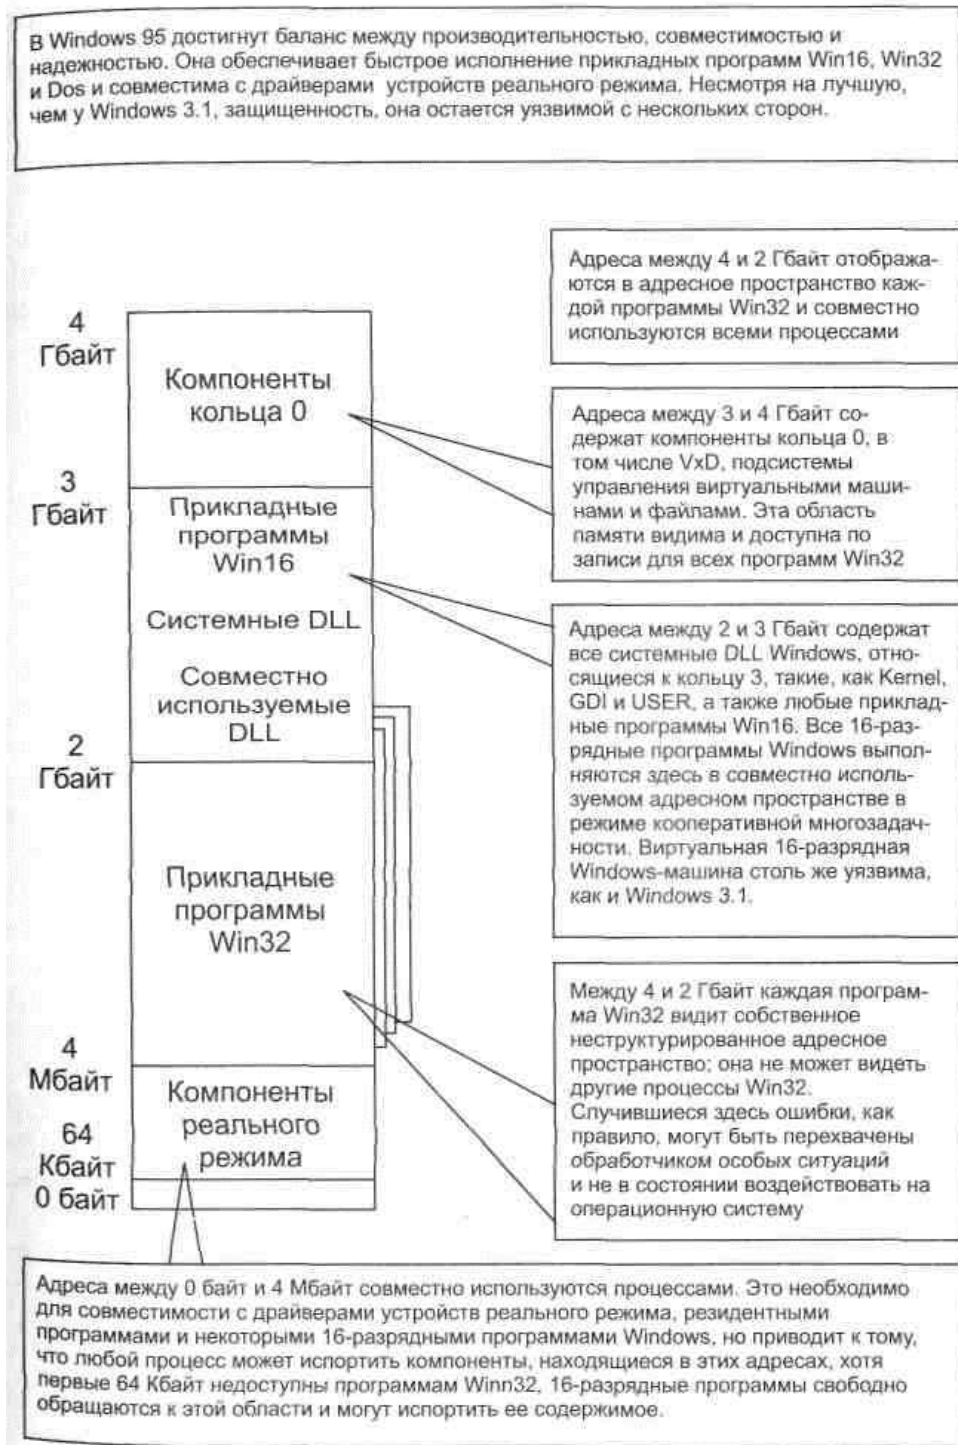 В Windows 95 достигнут баланс между производительностью, совместимостью и
надежностью. Она обеспечивает быстрое исполнение прикладных программ Win16, Win32
и Dos и совместима с драйверами устройств реального режима. Несмотря на лучшую,
чем у Windows 3.1, защищенность, она остается уязвимой с нескольких сторон.
Адреса между 4 и 2 Гбайт отобража-
ются в адресное пространство каж-
дой программы Win32 и совместно
используются всеми процессами
4
Гбайт
Компоненты
кольца 0
Адреса между 3 и 4 Гбайт со-
держат компоненты кольца 0, в
том числе VxD, подсистемы
управления виртуальными маши-
нами и файлами. Эта область
памяти видима и доступна по
записи для всех программ Win32
3
Гбайт
Прикладные
программы
Win16
Системные DLL
Совместно
используемые
DLL
Адреса между 2 и 3 Гбайт содержат
все системные DLL Windows, отно-
сящиеся к кольцу 3, такие, как Kernel,
GDI и USER, а также любые приклад-
ные программы Win16. Все 16-раз-
рядные программы Windows выпол-
няются здесь в совместно исполь-
зуемом адресном пространстве в
режиме кооперативной многозадач-
ности. Виртуальная 16-разрядная
Windows-машина столь же уязвима,
как и Windows 3.1.
2
Гбайт
Прикладные
программы
Win32
Между 4 и 2 Гбайт каждая програм-
ма Win32 видит собственное
неструктурированное адресное
пространство; она не может видеть
другие процессы Win32.
Случившиеся здесь ошибки, как
правило, могут быть перехвачены
обработчиком особых ситуаций
и не в состоянии воздействовать на
операционную систему
4
Мбайт
Компоненты
реального
режима
64
Кбайт
0 байт
Адреса между 0 байт и 4 Мбайт совместно используются процессами. Это необходимо
для совместимости с драйверами устройств реального режима, резидентными
программами и некоторыми 16-разрядными программами Windows, но приводит к тому,
что любой процесс может испортить компоненты, находящиеся в этих адресах, хотя
первые 64 Кбайт недоступны программам Winn32, 16-разрядные программы свободно
обращаются к этой области и могут испортить ее содержимое.